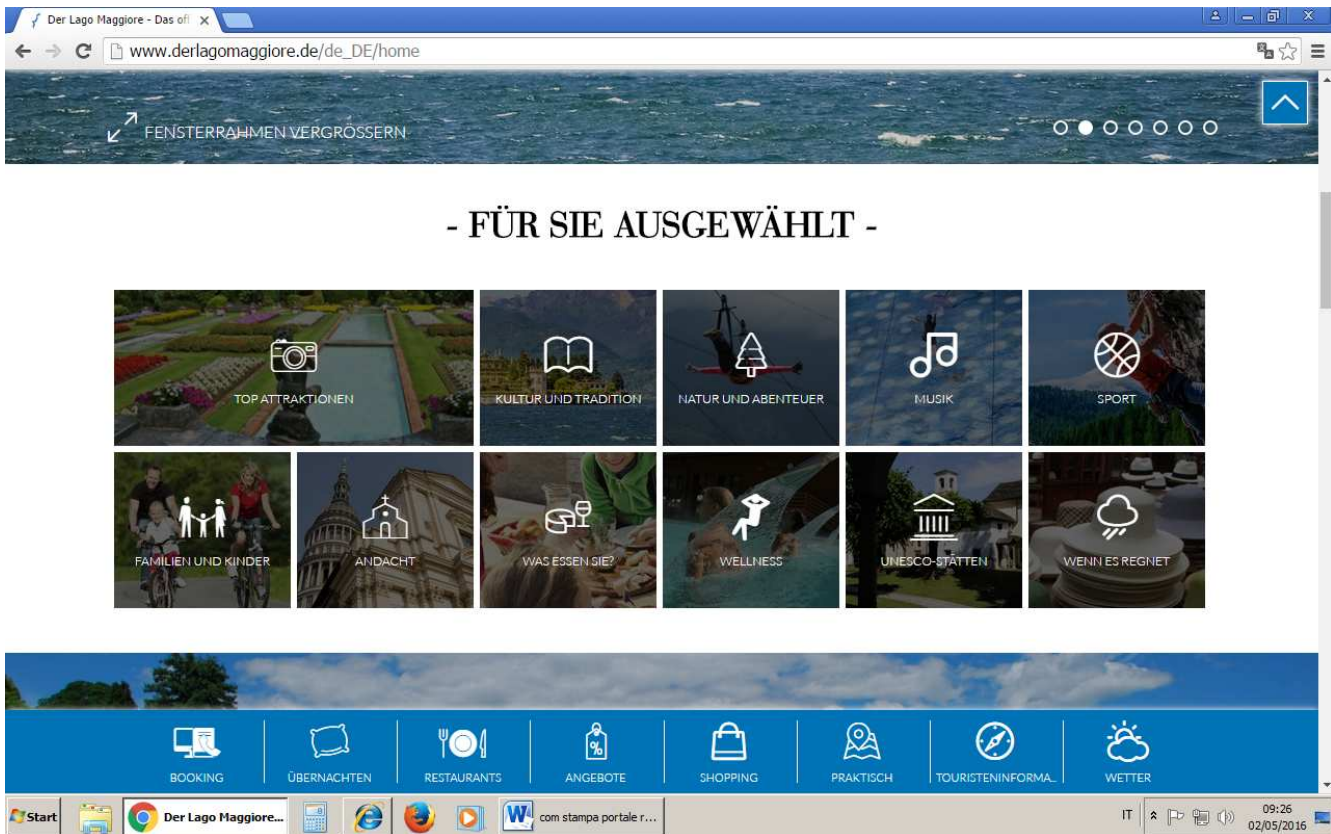 Der Lago Maggiore - Das off
www.derlagomaggiore.de/de_DE/home
FENSTERRAHMEN VERGRÖSSERN
- FÜR SIE AUSGEWÄHLT -
TOP ATTRAKTIONEN
KULTUR UND TRADITION
NATUR UND ABENTEUER
MUSIK
SPORT
FAMILIEN UND KINDER
ANDACHT
WAS ESSEN SIE?
WELLNESS
UNESCO-STÄTTEN
WENN ES REGNET
BOOKING
ÜBERNACHTEN
RESTAURANTS
%
ANGEBOTE
SHOPPING
PRAKTISCH
TOURISTENINFORMA...
WETTER
Start
Der Lago Maggiore...
com stampa portale r...
IT
09:26
02/05/2016